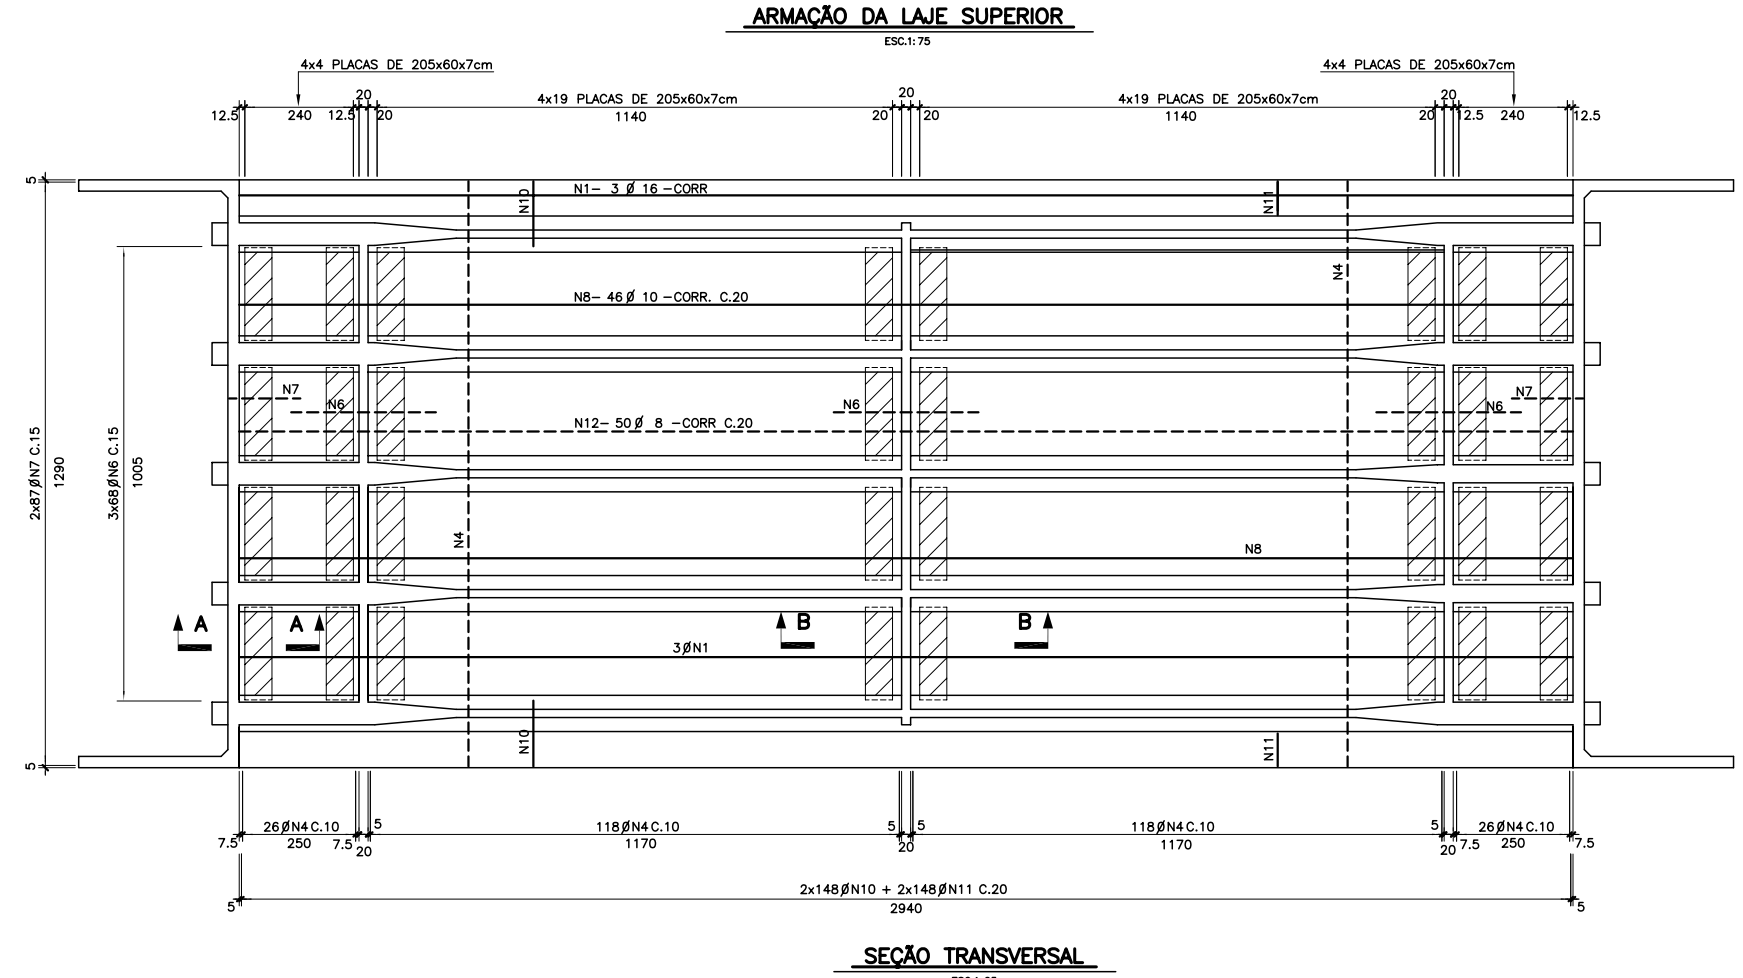 ARMAÇÃO DA LAJE SUPERIOR
ESC.1:75
4x4 PLACAS DE 205x60x7cm
4x4 PLACAS DE 205x60x7cm
20
4x19 PLACAS DE 205x60x7cm
20
4x19 PLACAS DE 205x60x7cm
20
12.5
240
12.5
20
1140
20
20
1140
20
12.5
240
12.5
5
N1- 3 Ø 16 -CORR
N10
N11
N4
N8- 46Ø 10 -CORR. C.20
N7
N6
N6
N7
N6
N12- 50Ø 8 -CORR C.20
2x87ØN7 C.15
1290
3x68ØN6 C.15
1005
N4
N8
A
A
B
B
3ØN1
N10
N11
5
26ØN4 C.10
5
118ØN4 C.10
5
5
118ØN4 C.10
5
26ØN4 C.10
7.5
250
7.5
20
1170
20
1170
20
7.5
250
7.5
2x148ØN10 + 2x148ØN11 C.20
5
2940
5
SEÇÃO TRANSVERSAL